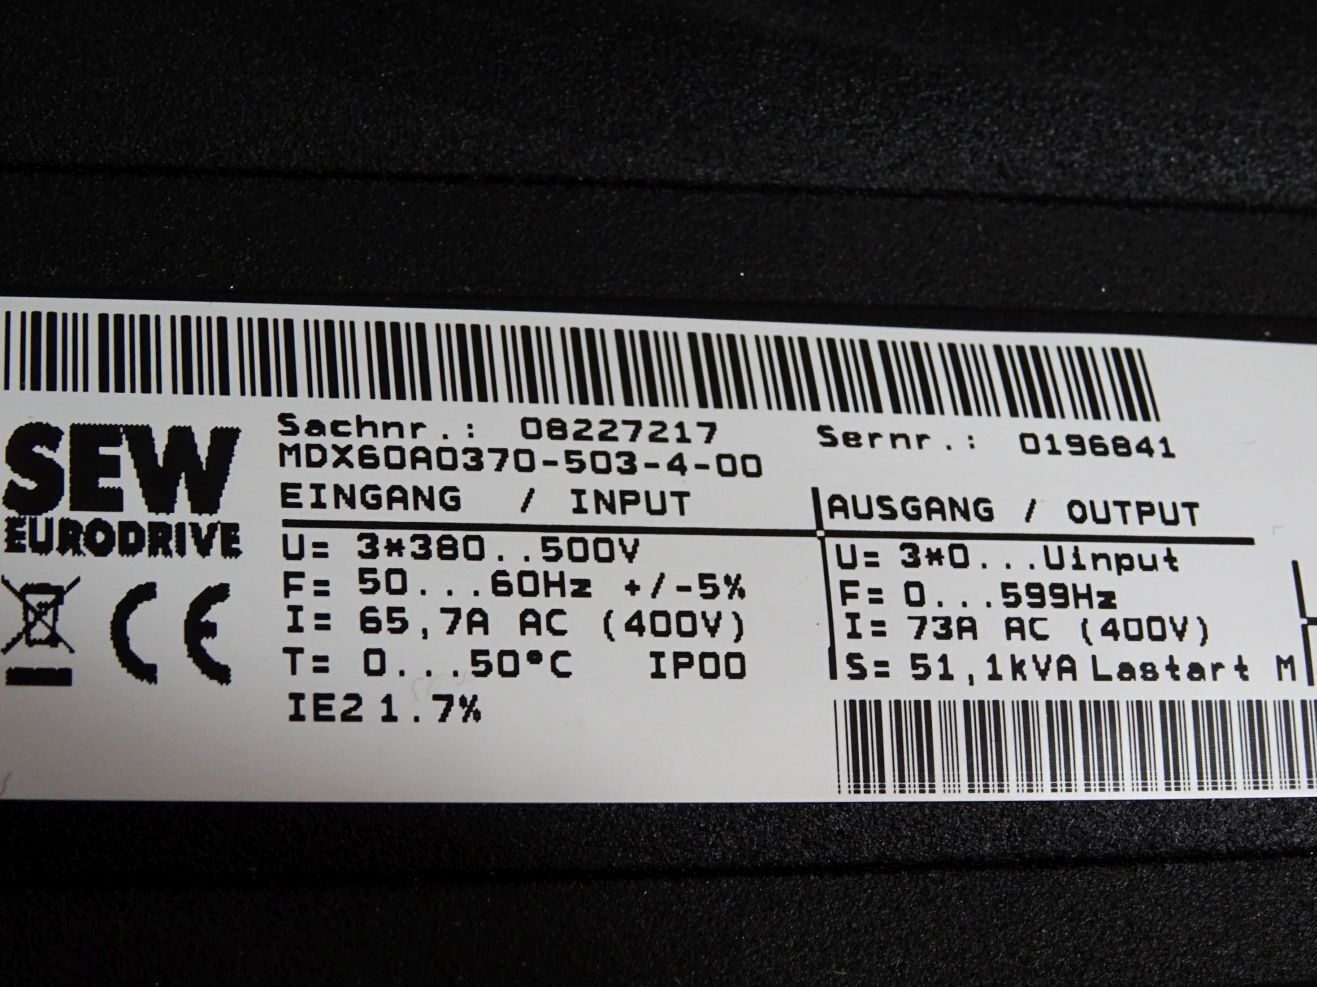 SEW
EURODRIVE
CE
Sachnr.: 08227217 Sernr.: 0196841
MDX60A0370-503-4-00
EINGANG / INPUT
U= 3*380..500V
F= 50...60Hz +/-5%
I= 65,7A AC (400V)
T= 0...50°C IP00
IE2 1.7%
AUSGANG / OUTPUT
U= 3*0...Uinput
F= 0...599Hz
I= 73A AC (400V)
S= 51,1kVA Lastart M